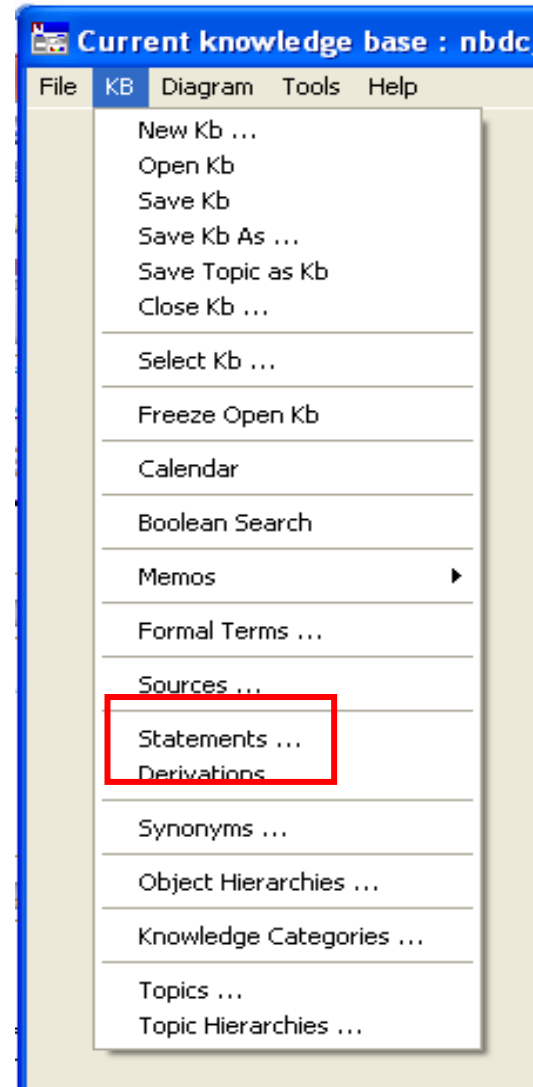 Current knowledge base : nbdc
File KB Diagram Tools Help
New Kb ...
Open Kb
Save Kb
Save Kb As ...
Save Topic as Kb
Close Kb ...
Select Kb ...
Freeze Open Kb
Calendar
Boolean Search
Memos
Formal Terms ...
Sources ...
Statements ...
Derivations
Synonyms ...
Object Hierarchies ...
Knowledge Categories ...
Topics ...
Topic Hierarchies ...